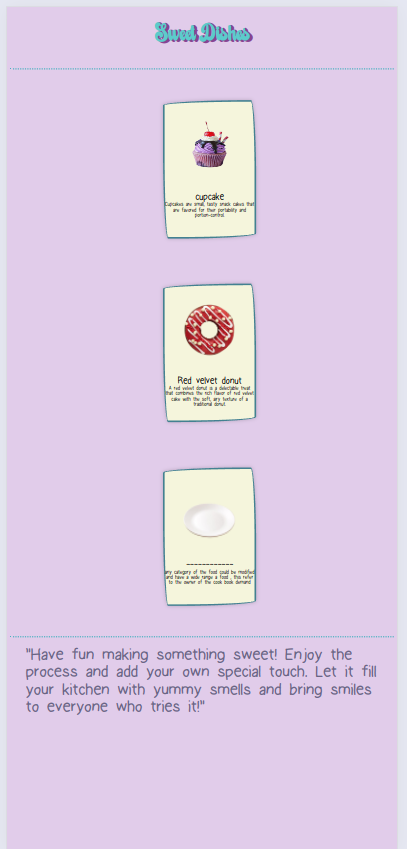 Sweet Dishes
cupcake
Cupcakes are small, tasty snack cakes that
are favored for their portability and
portion-control.
Red velvet donut
A red velvet donut is a delectable treat
that combines the rich flavor of red velvet
cake with the soft, airy texture of a
traditional donut.
------------
any category of the food could be modified
and have a wide range a food , this refer
to the owner of the cook book demand
"Have fun making something sweet! Enjoy the
process and add your own special touch. Let it fill
your kitchen with yummy smells and bring smiles
to everyone who tries it!"